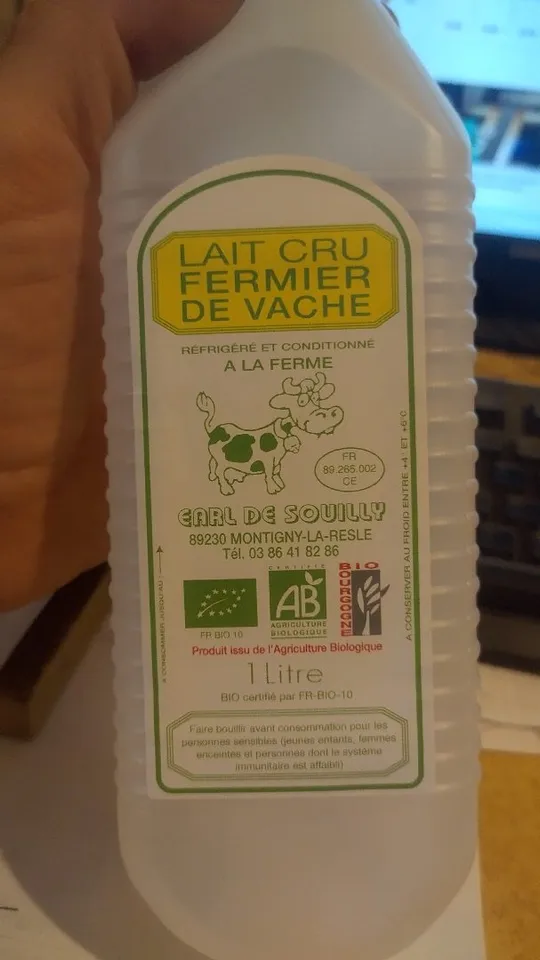 LAIT CRU
FERMIER
DE VACHE
RÉFRIGÉRÉ ET CONDITIONNÉ
A LA FERME
FR
89.265.002
CE
EARL DE SOUILLY
89230 MONTIGNY-LA-RESLE
Tél. 03 86 41 82 86
A CONSERVER AU FROID ENTRE +4° ET +6°C
A CONSOMMER JUSQU'AU :
FR BIO 10
CERTIFIÉ
AB
AGRICULTURE
BIOLOGIQUE
BIO
BOURGOGNE
Produit issu de l'Agriculture Biologique
1 Litre
BIO certifié par FR-BIO-10
Faire bouillir avant consommation pour les
personnes sensibles (jeunes enfants, femmes
enceintes et personnes dont le système
immunitaire est affaibli)